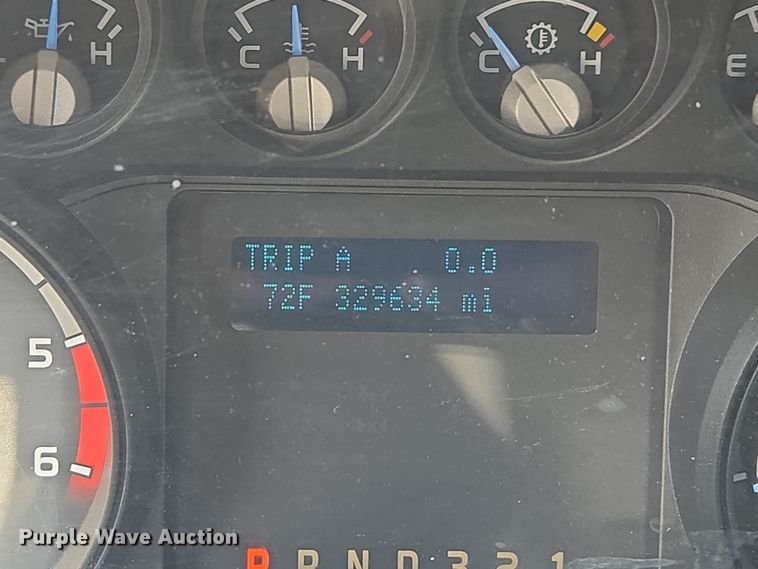 L H
C H
C H
E
TRIP A 0.0
72F 329634 mi
5
6
Purple Wave Auction
P R N D 3 2 1